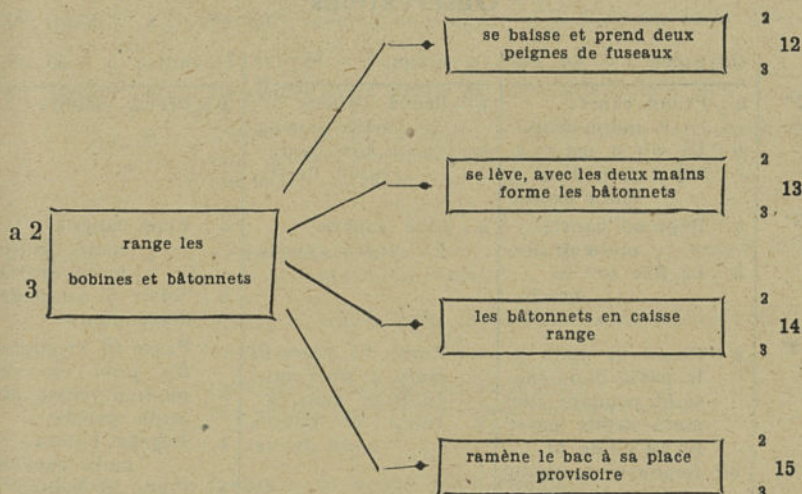 2
se baisse et prend deux
12
peignes de fuseaux
3
2
se lève, avec les deux mains
13
forme les bâtonnets
3
a 2
range les
bobines et bâtonnets
3
2
les bâtonnets en caisse
14
range
3
2
ramène le bac à sa place
15
provisoire
3